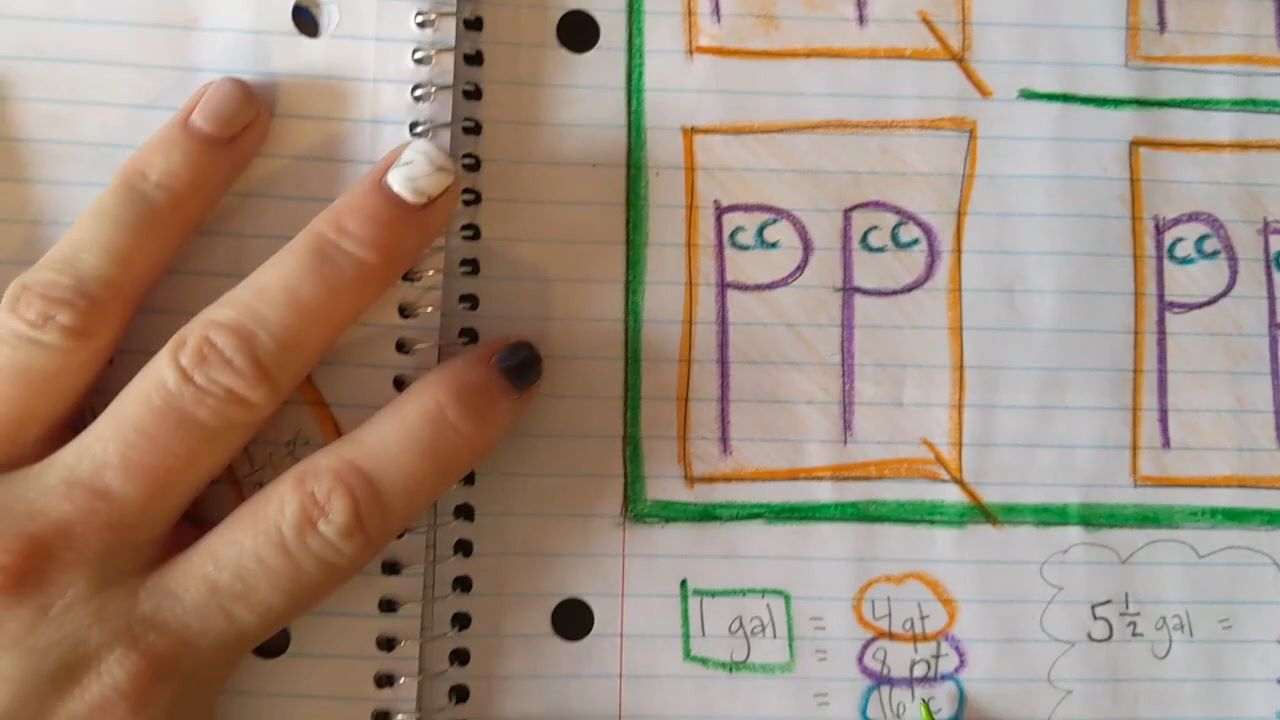 P P P
CC CC CC
1 gal = 4 qt
= 8 pt
= 16 c
5 1/2 gal =